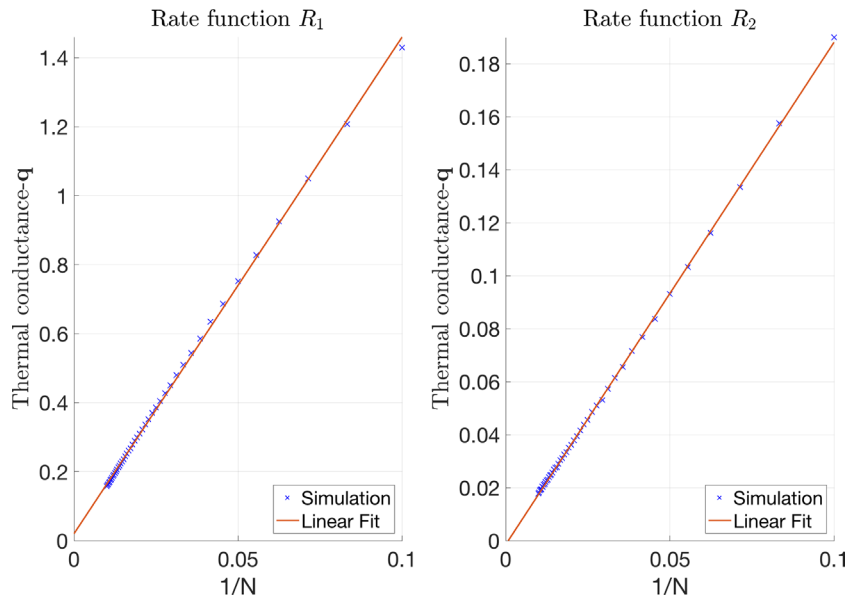 Rate function R₁
Thermal conductance-q
1.4
1.2
1
0.8
0.6
0.4
0.2
0
0
0.05
0.1
1/N
Simulation
Linear Fit
Rate function R₂
Thermal conductance-q
0.18
0.16
0.14
0.12
0.1
0.08
0.06
0.04
0.02
0
0
0.05
0.1
1/N
Simulation
Linear Fit